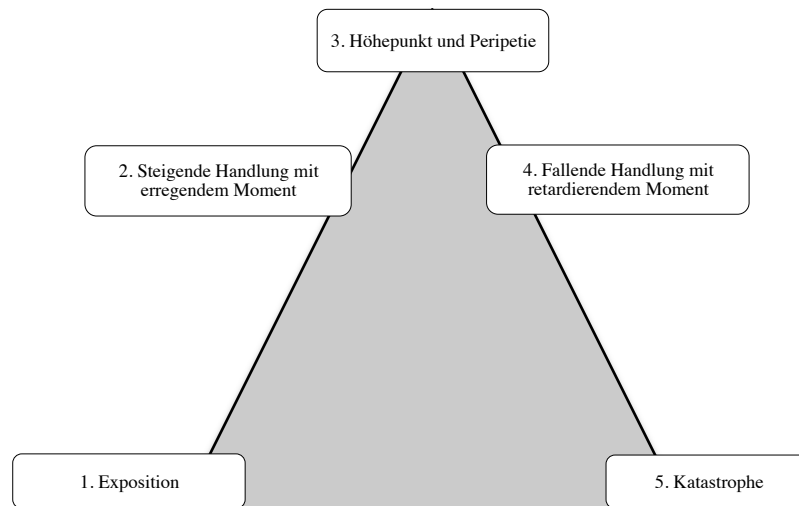 3. Höhepunkt und Peripetie
2. Steigende Handlung mit
erregendem Moment
4. Fallende Handlung mit
retardierendem Moment
1. Exposition
5. Katastrophe